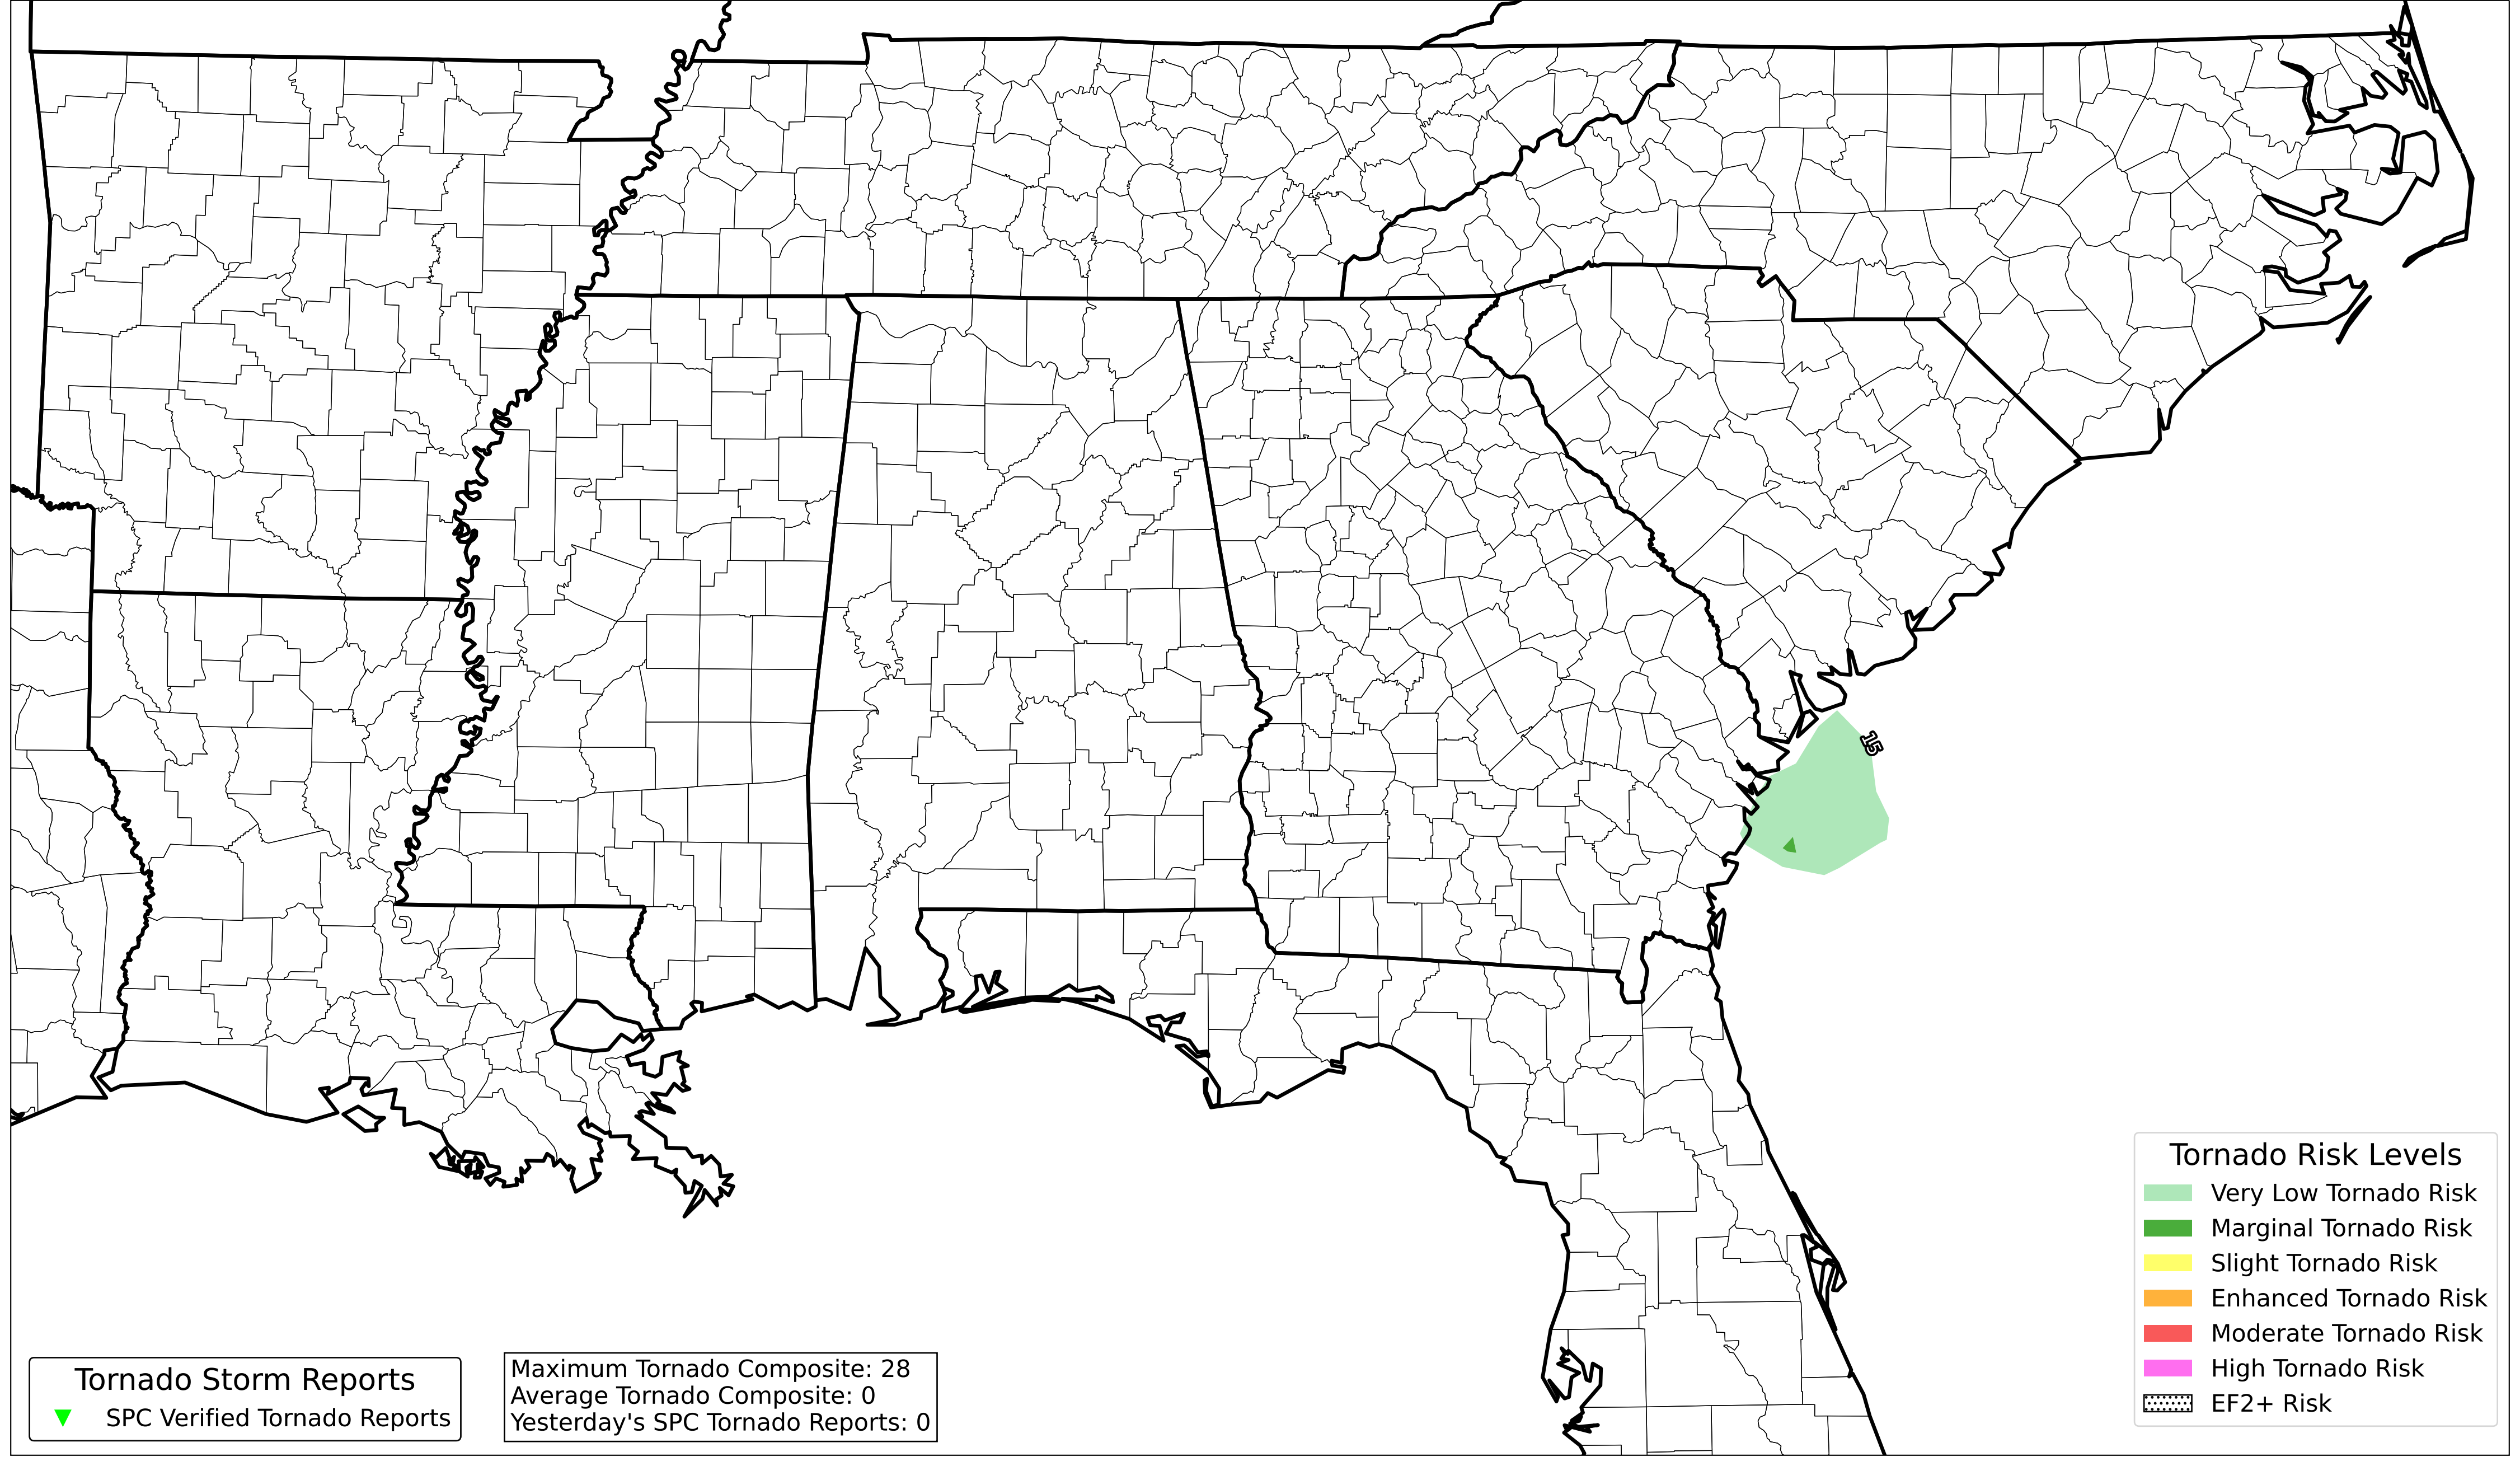 15
Tornado Risk Levels
Very Low Tornado Risk
Marginal Tornado Risk
Slight Tornado Risk
Enhanced Tornado Risk
Moderate Tornado Risk
High Tornado Risk
EF2+ Risk
Tornado Storm Reports
SPC Verified Tornado Reports
Maximum Tornado Composite: 28
Average Tornado Composite: 0
Yesterday's SPC Tornado Reports: 0